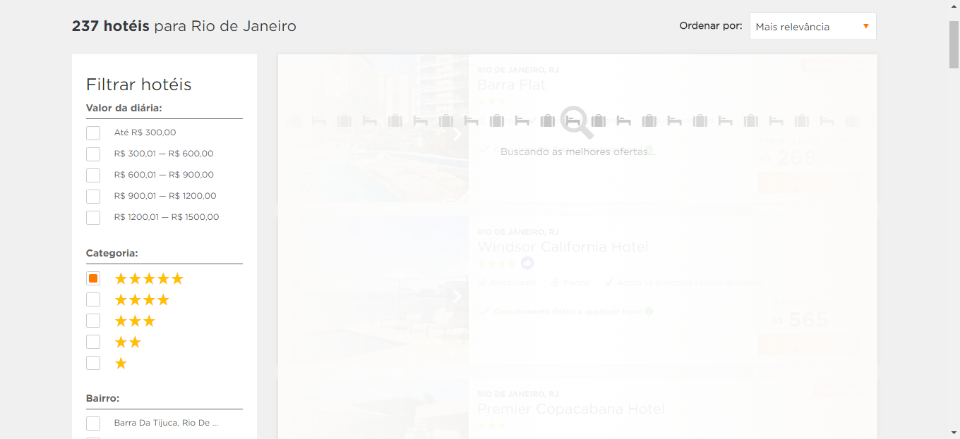 237 hotéis para Rio de Janeiro
Ordenar por: Mais relevância
Filtrar hotéis
Valor da diária:
Até R$ 300,00
R$ 300,01 — R$ 600,00
R$ 600,01 — R$ 900,00
R$ 900,01 — R$ 1200,00
R$ 1200,01 — R$ 1500,00
Categoria:
Bairro:
Barra Da Tijuca, Rio De ...
RIO DE JANEIRO, RJ
Barra Flat
Buscando as melhores ofertas...
RIO DE JANEIRO, RJ
Windsor California Hotel
565
RIO DE JANEIRO, RJ
Premier Copacabana Hotel